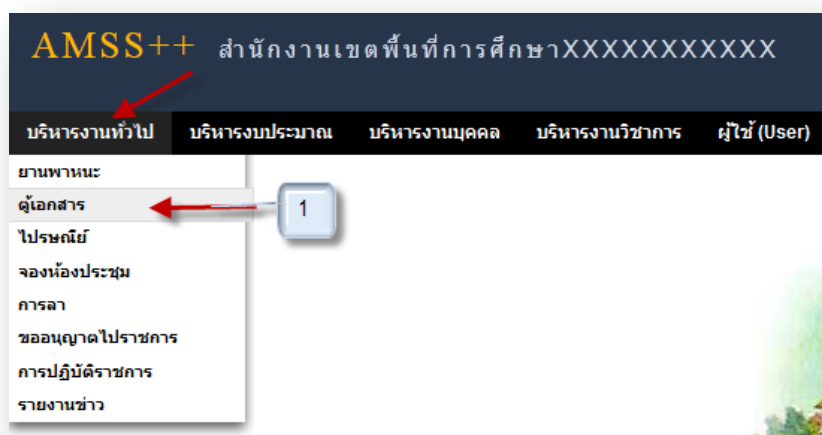 AMSS++ สำนักงานเขตพื้นที่การศึกษาXXXXXXXXXXX
บริหารงานทั่วไป บริหารงบประมาณ บริหารงานบุคคล บริหารงานวิชาการ ผู้ใช้ (User)
ยานพาหนะ
ตู้เอกสาร
1
ไปรษณีย์
จองห้องประชุม
การลา
ขออนุญาตไปราชการ
การปฏิบัติราชการ
รายงานข่าว